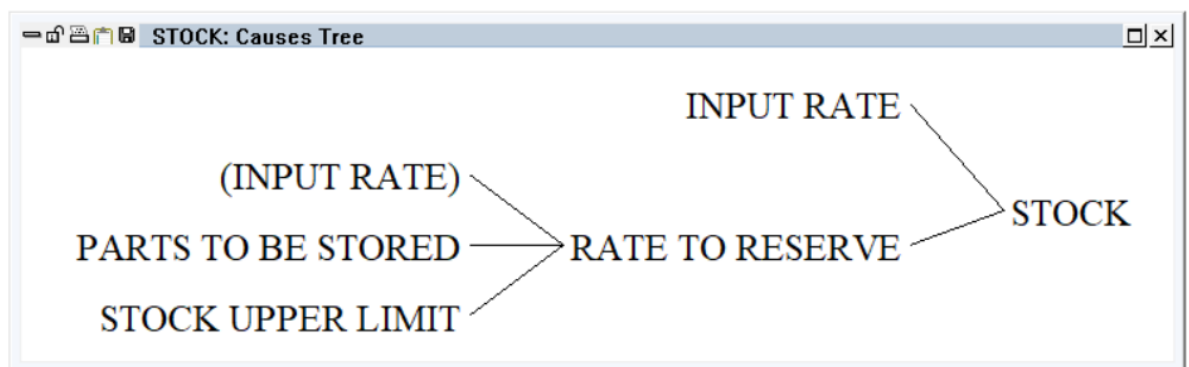 STOCK: Causes Tree
INPUT RATE
(INPUT RATE)
STOCK
PARTS TO BE STORED
RATE TO RESERVE
STOCK UPPER LIMIT